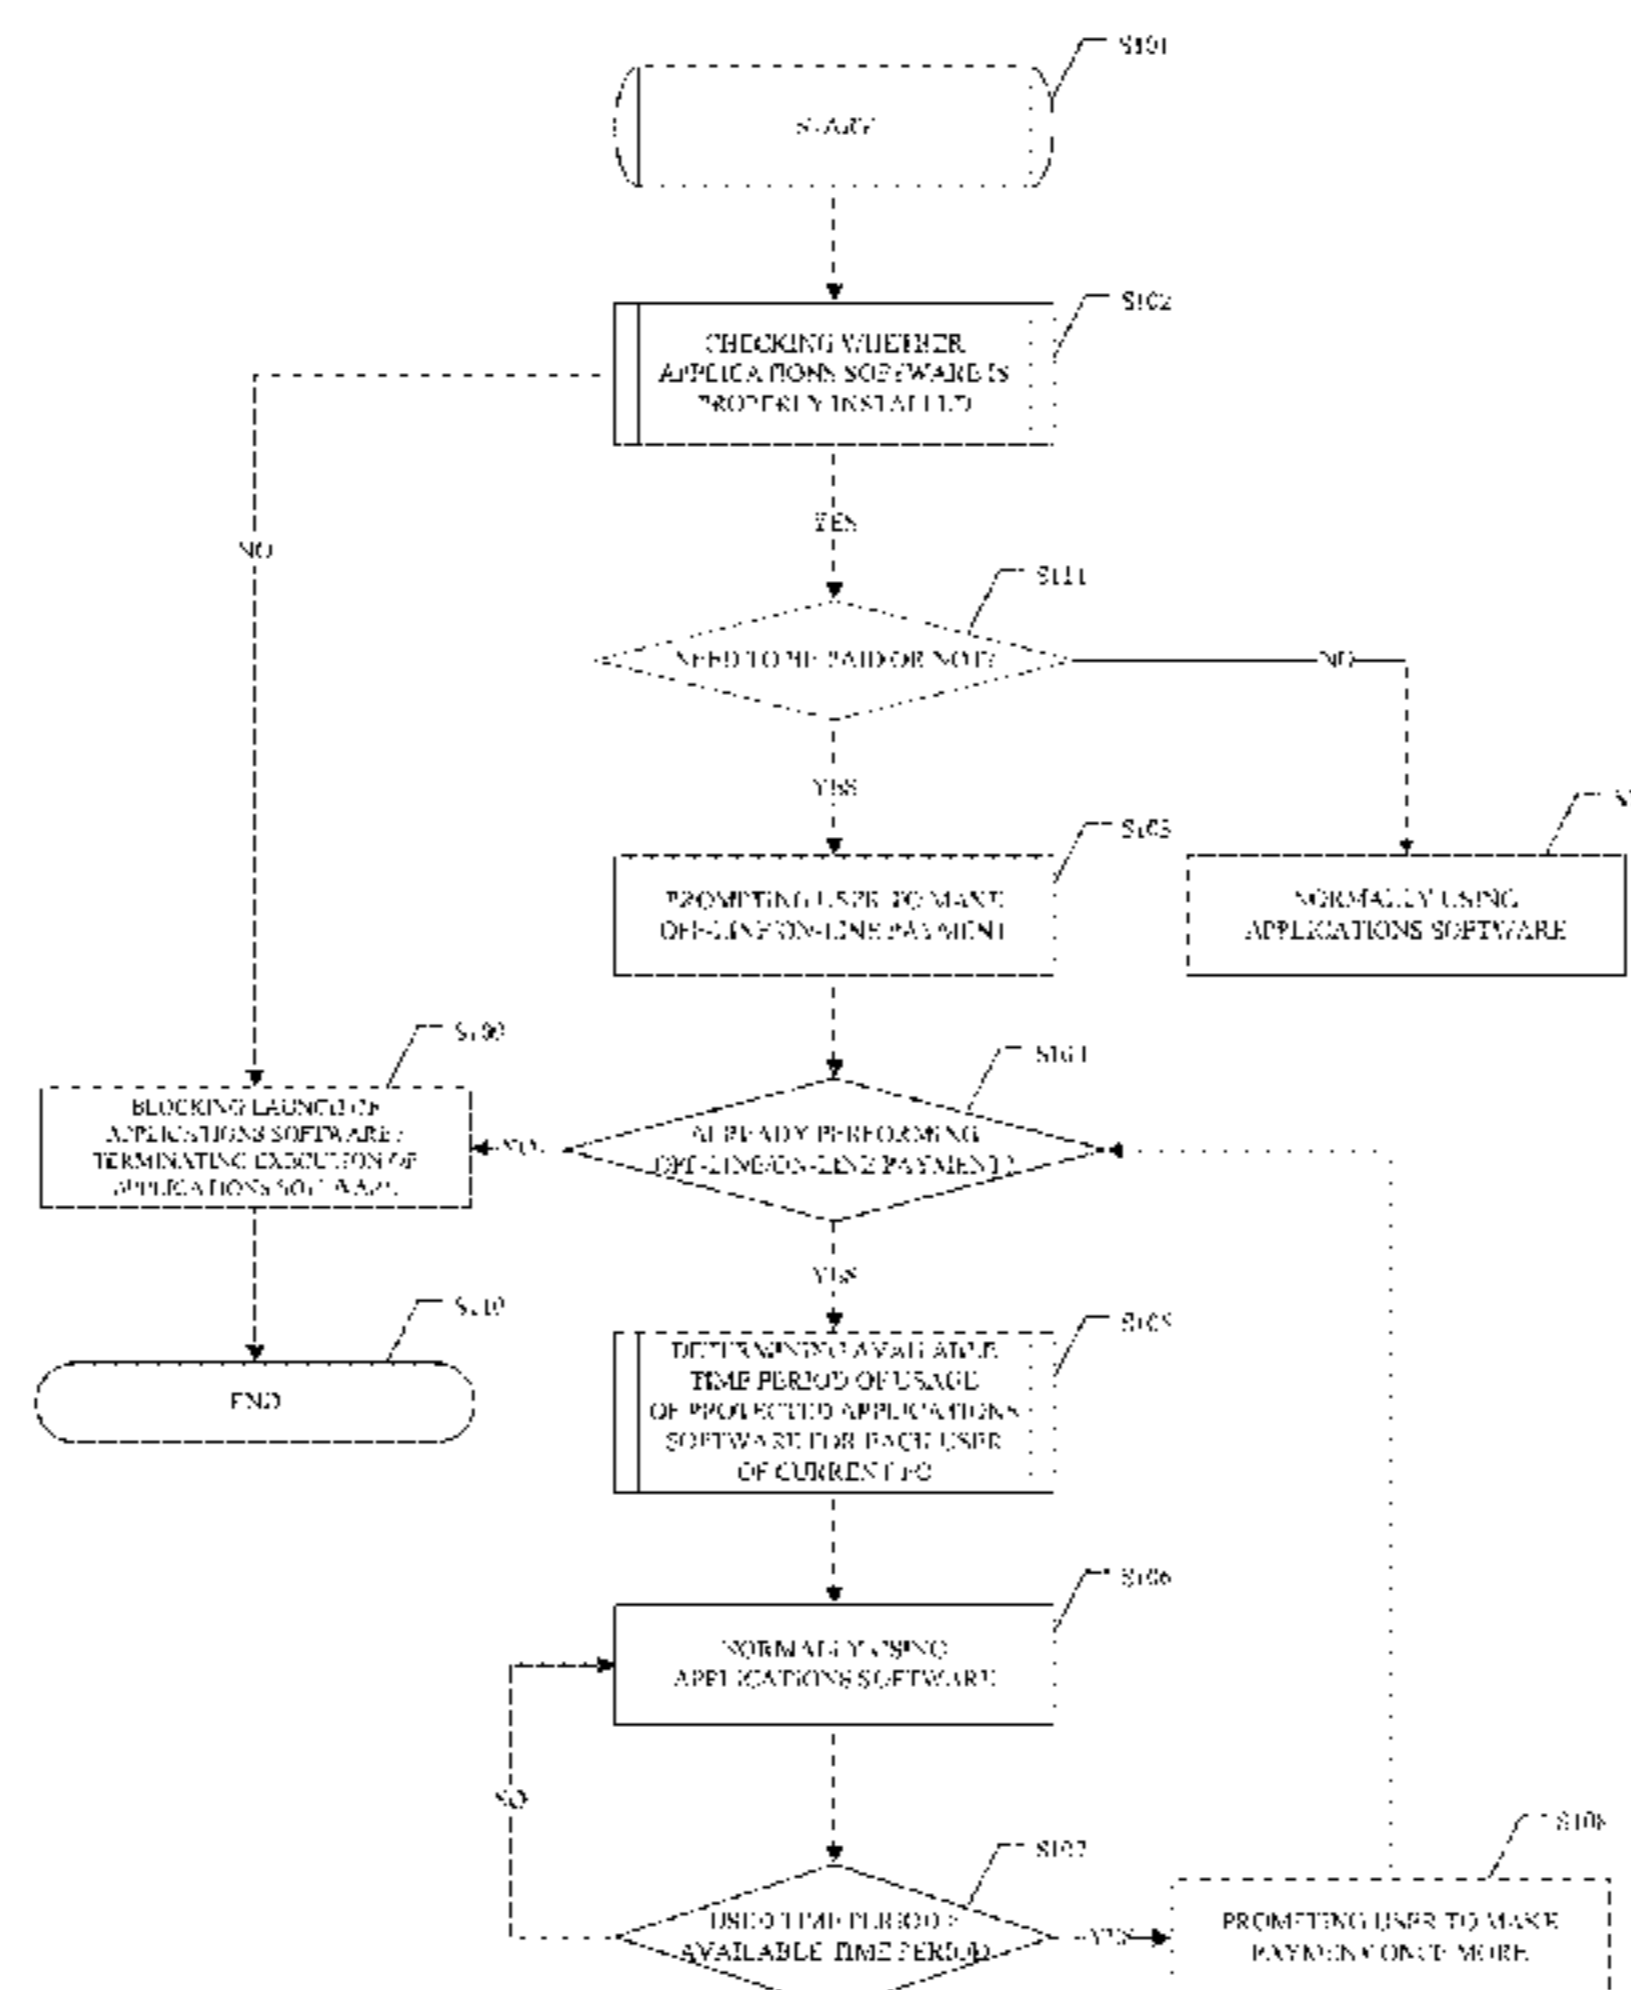 S101
START
S102
CHECKING WHETHER
APPLICATIONS SOFTWARE IS
PROPERLY INSTALLED
YES
NO
S111
NEED TO BE PAID OR NOT?
NO
YES
S103
PROMPTING USER TO MAKE
OFF-LINE/ON-LINE PAYMENT
NORMALLY USING
APPLICATIONS SOFTWARE
S109
BLOCKING LAUNCH OF
APPLICATIONS SOFTWARE /
TERMINATING EXECUTION OF
APPLICATIONS SOFTWARE
NO
S104
ALREADY PERFORMING
OFF-LINE/ON-LINE PAYMENT?
YES
S110
END
S105
DETERMINING AVAILABLE
TIME PERIOD OF USAGE
OF PROTECTED APPLICATIONS
SOFTWARE FOR EACH USER
OF CURRENT PC
S106
NORMALLY USING
APPLICATIONS SOFTWARE
NO
S107
USED TIME PERIOD >
AVAILABLE TIME PERIOD
YES
S108
PROMPTING USER TO MAKE
PAYMENT ONCE MORE